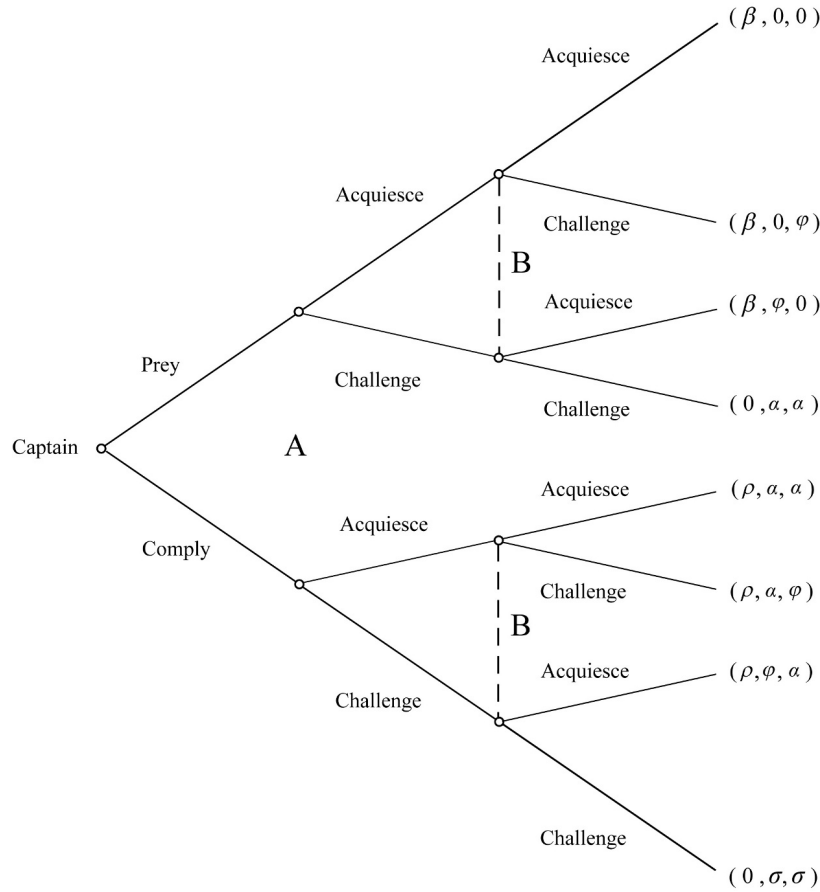 (β, 0, 0)
Acquiesce
Acquiesce
Challenge
(β, 0, φ)
B
Acquiesce
(β, φ, 0)
Prey
Challenge
Challenge
(0, α, α)
Captain
A
Acquiesce
(ρ, α, α)
Comply
Acquiesce
Challenge
(ρ, α, φ)
B
Acquiesce
(ρ, φ, α)
Challenge
Challenge
(0, σ, σ)